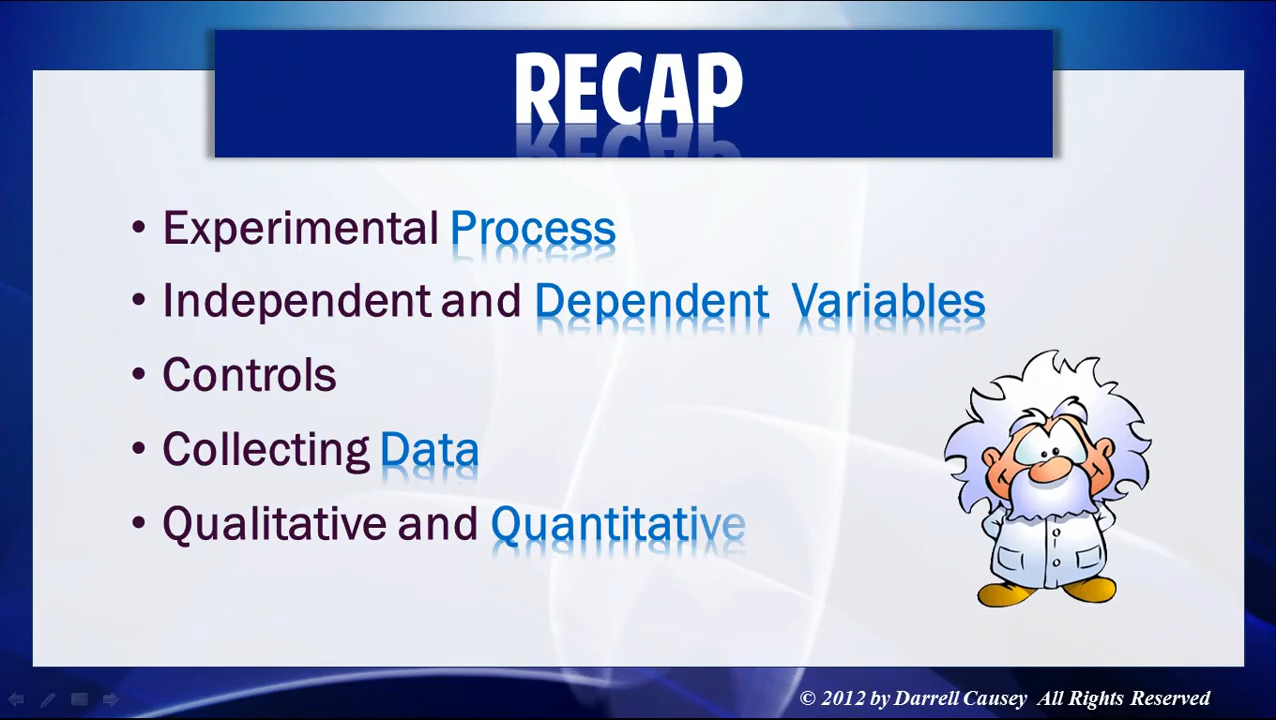 RECAP
• Experimental Process
• Independent and Dependent Variables
• Controls
• Collecting Data
• Qualitative and Quantitative
© 2012 by Darrell Causey All Rights Reserved